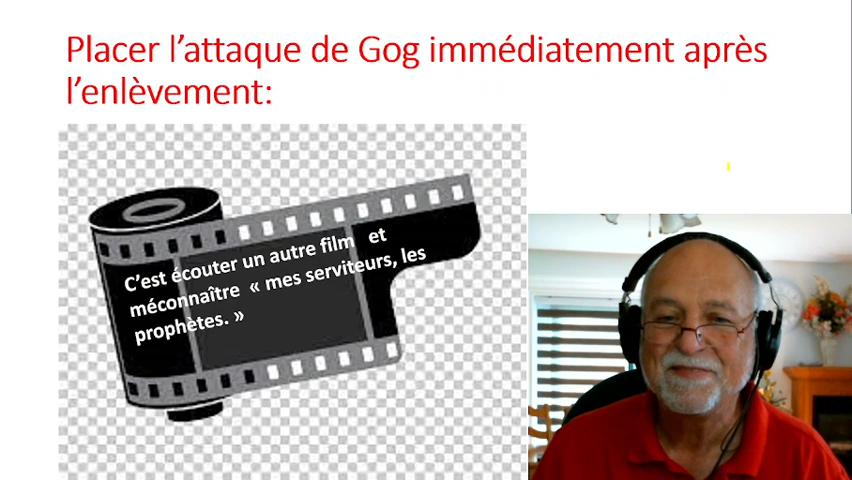 Placer l’attaque de Gog immédiatement après
l’enlèvement:
C’est écouter un autre film et
méconnaître « mes serviteurs, les
prophètes. »